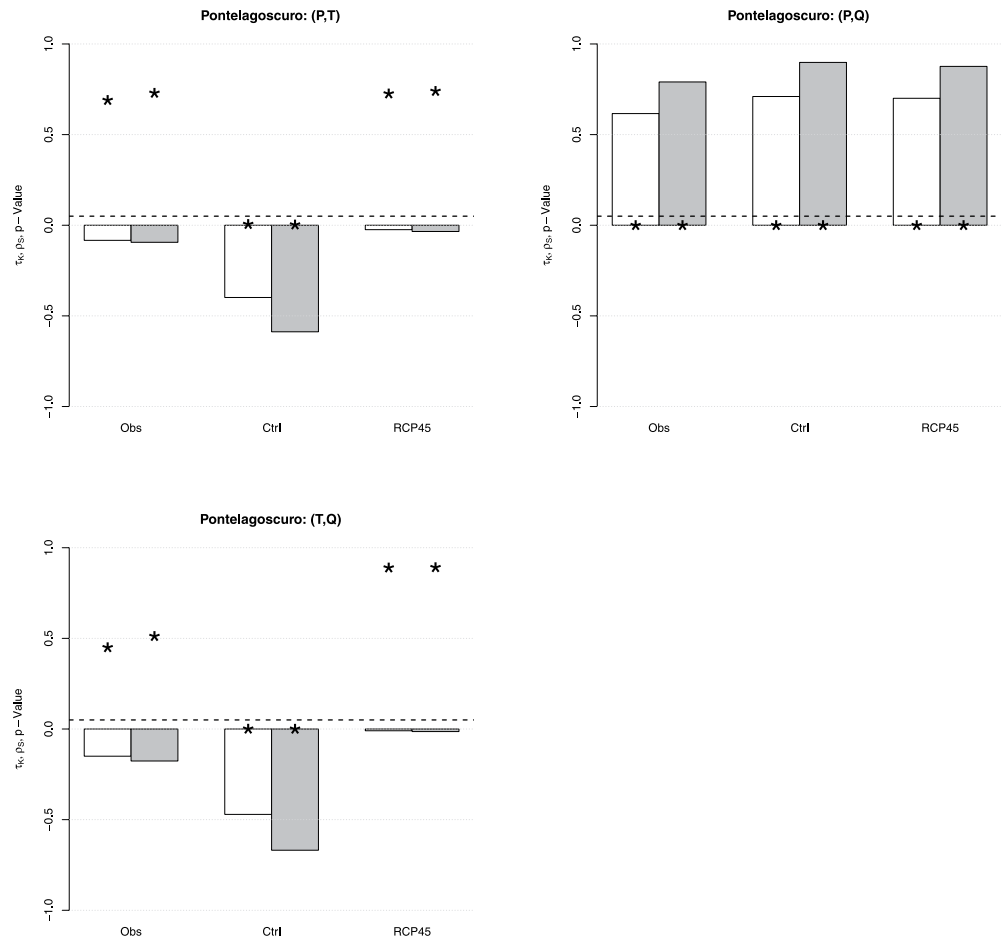 Pontelagoscuro: (P,T)
1.0
0.5
0.0
−0.5
−1.0
τK, ρS, p−Value
Obs Ctrl RCP45
Pontelagoscuro: (P,Q)
1.0
0.5
0.0
−0.5
−1.0
τK, ρS, p−Value
Obs Ctrl RCP45
Pontelagoscuro: (T,Q)
1.0
0.5
0.0
−0.5
−1.0
τK, ρS, p−Value
Obs Ctrl RCP45